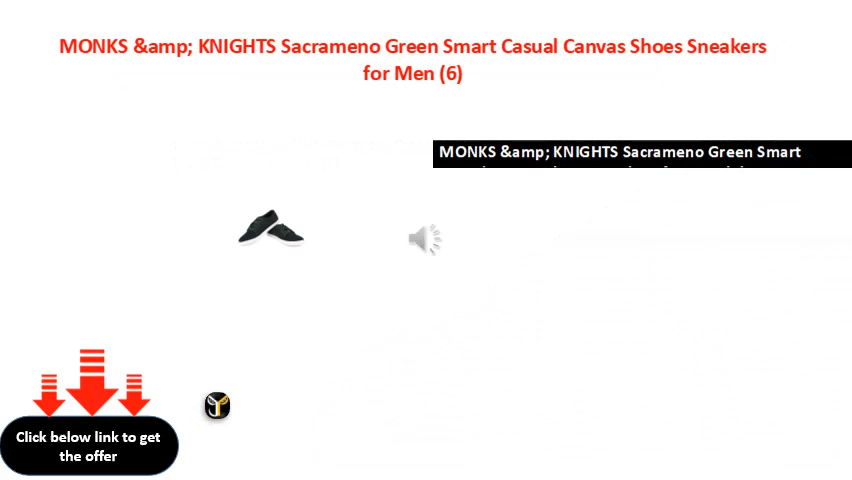 MONKS &amp; KNIGHTS Sacrameno Green Smart Casual Canvas Shoes Sneakers
for Men (6)
MONKS &amp; KNIGHTS Sacrameno Green Smart
Click below link to get
the offer